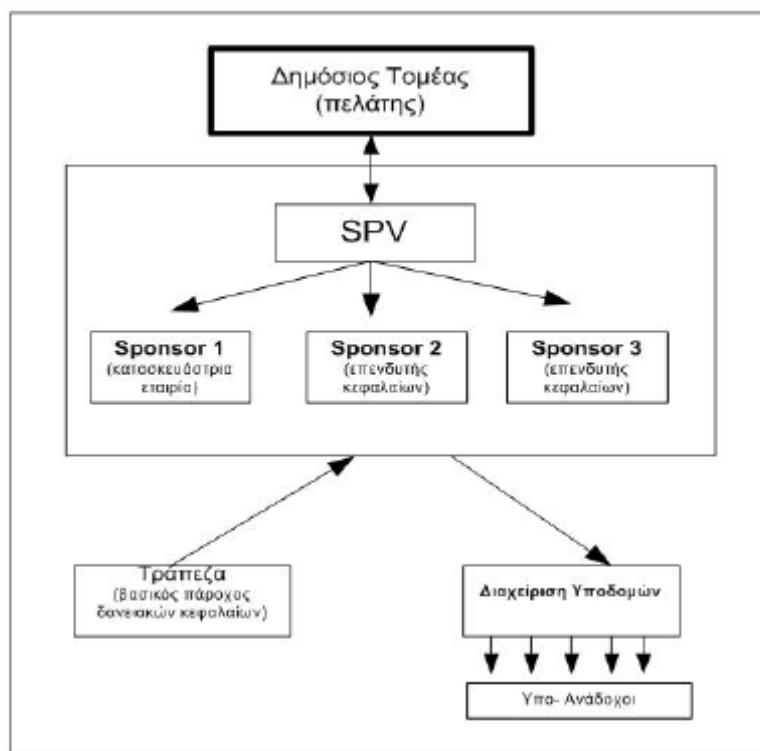 Δημόσιος Τομέας
(πελάτης)
SPV
Sponsor 1
(κατασκευάστρια
εταιρία)
Sponsor 2
(επενδυτής
κεφαλαίων)
Sponsor 3
(επενδυτής
κεφαλαίων)
Τράπεζα
(βασικός πάροχος
δανειακών κεφαλαίων)
Διαχείριση Υποδομών
Υπο- Ανάδοχοι